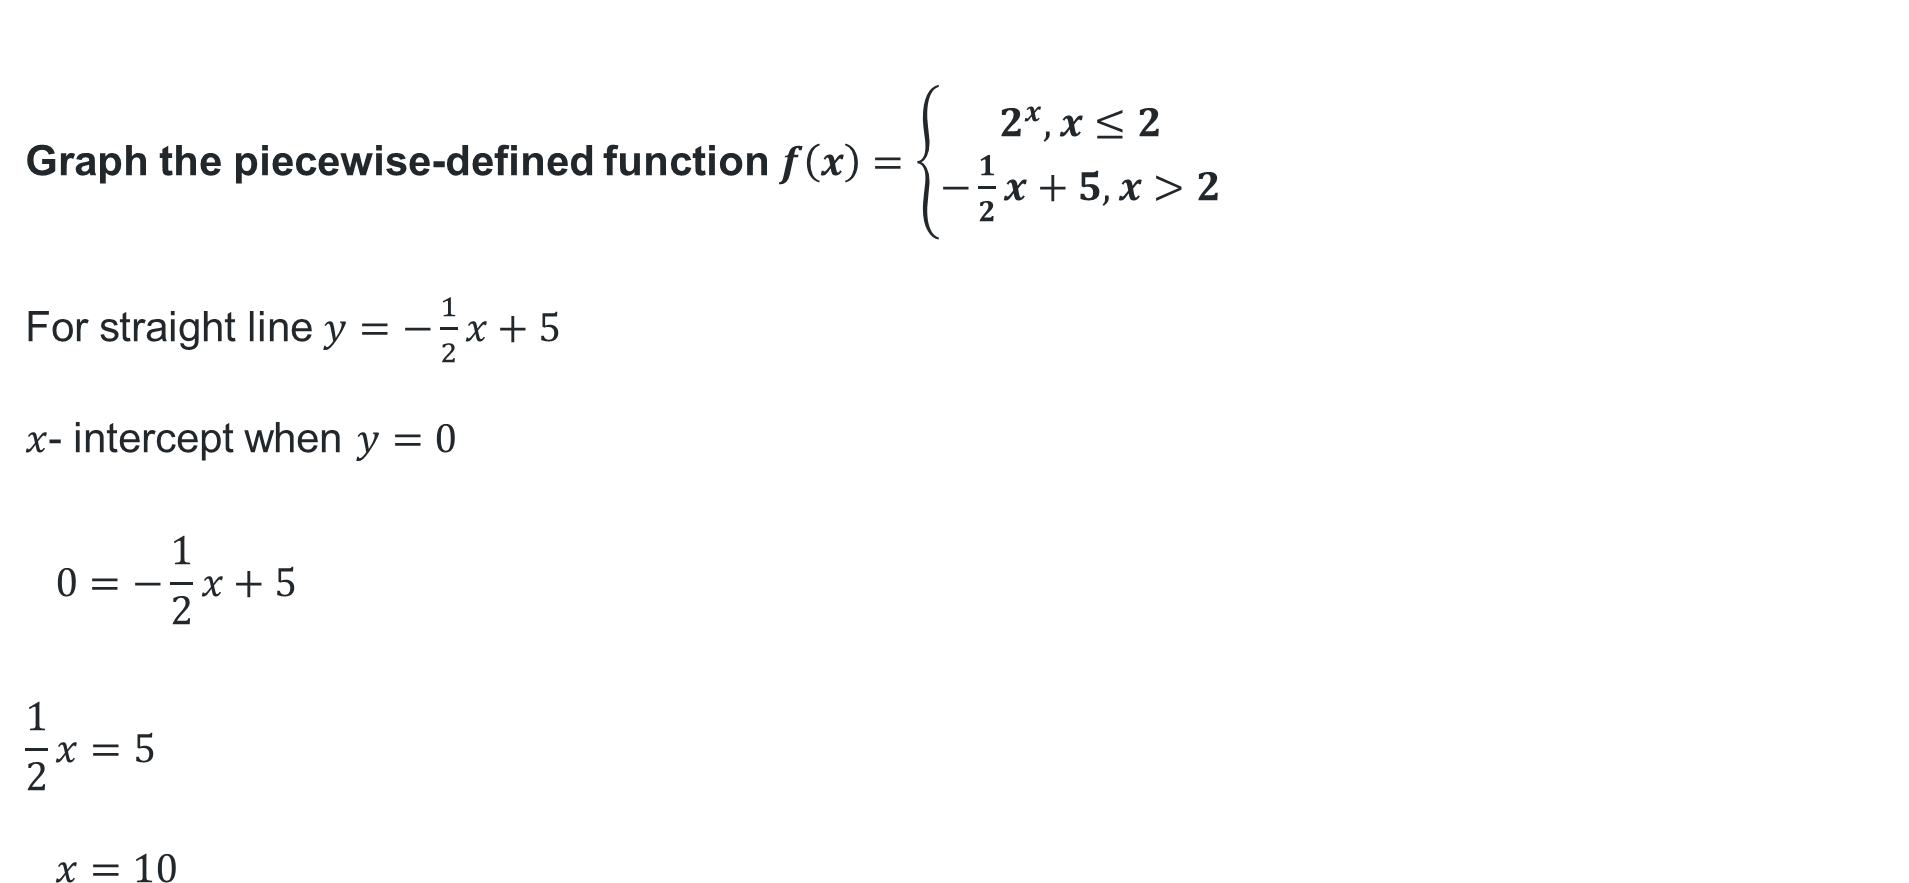 Graph the piecewise-defined function f(x) = { 2^x, x ≤ 2
-1/2 x + 5, x > 2
For straight line y = -1/2 x + 5
x- intercept when y = 0
0 = -1/2 x + 5
1/2 x = 5
x = 10